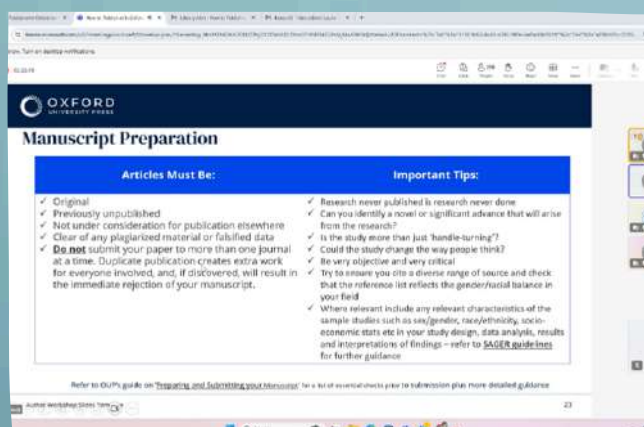 OXFORD
UNIVERSITY PRESS
Manuscript Preparation
Articles Must Be:
✓ Original
✓ Previously unpublished
✓ Not under consideration for publication elsewhere
✓ Clear of any plagiarized material or falsified data
✓ Do not submit your paper to more than one journal
at a time. Duplicate publication creates extra work
for everyone involved, and, if discovered, will result in
the immediate rejection of your manuscript.
Important Tips:
✓ Research never published is research never done
✓ Can you identify a novel or significant advance that will arise
from the research?
✓ Is the study more than just 'handle-turning'?
✓ Could the study change the way people think?
✓ Be very objective and very critical
✓ Try to ensure you cite a diverse range of source and check
that the reference list reflects the gender/racial balance in
your field
✓ Where relevant include any relevant characteristics of the
sample studies such as sex/gender, race/ethnicity, socio-
economic stats etc in your study design, data analysis, results
and interpretations of findings – refer to SAGER guidelines
for further guidance
Refer to OUP's guide on 'Preparing and Submitting your Manuscript' for a list of essential checks prior to submission plus more detailed guidance
Author Workshop Slides
23